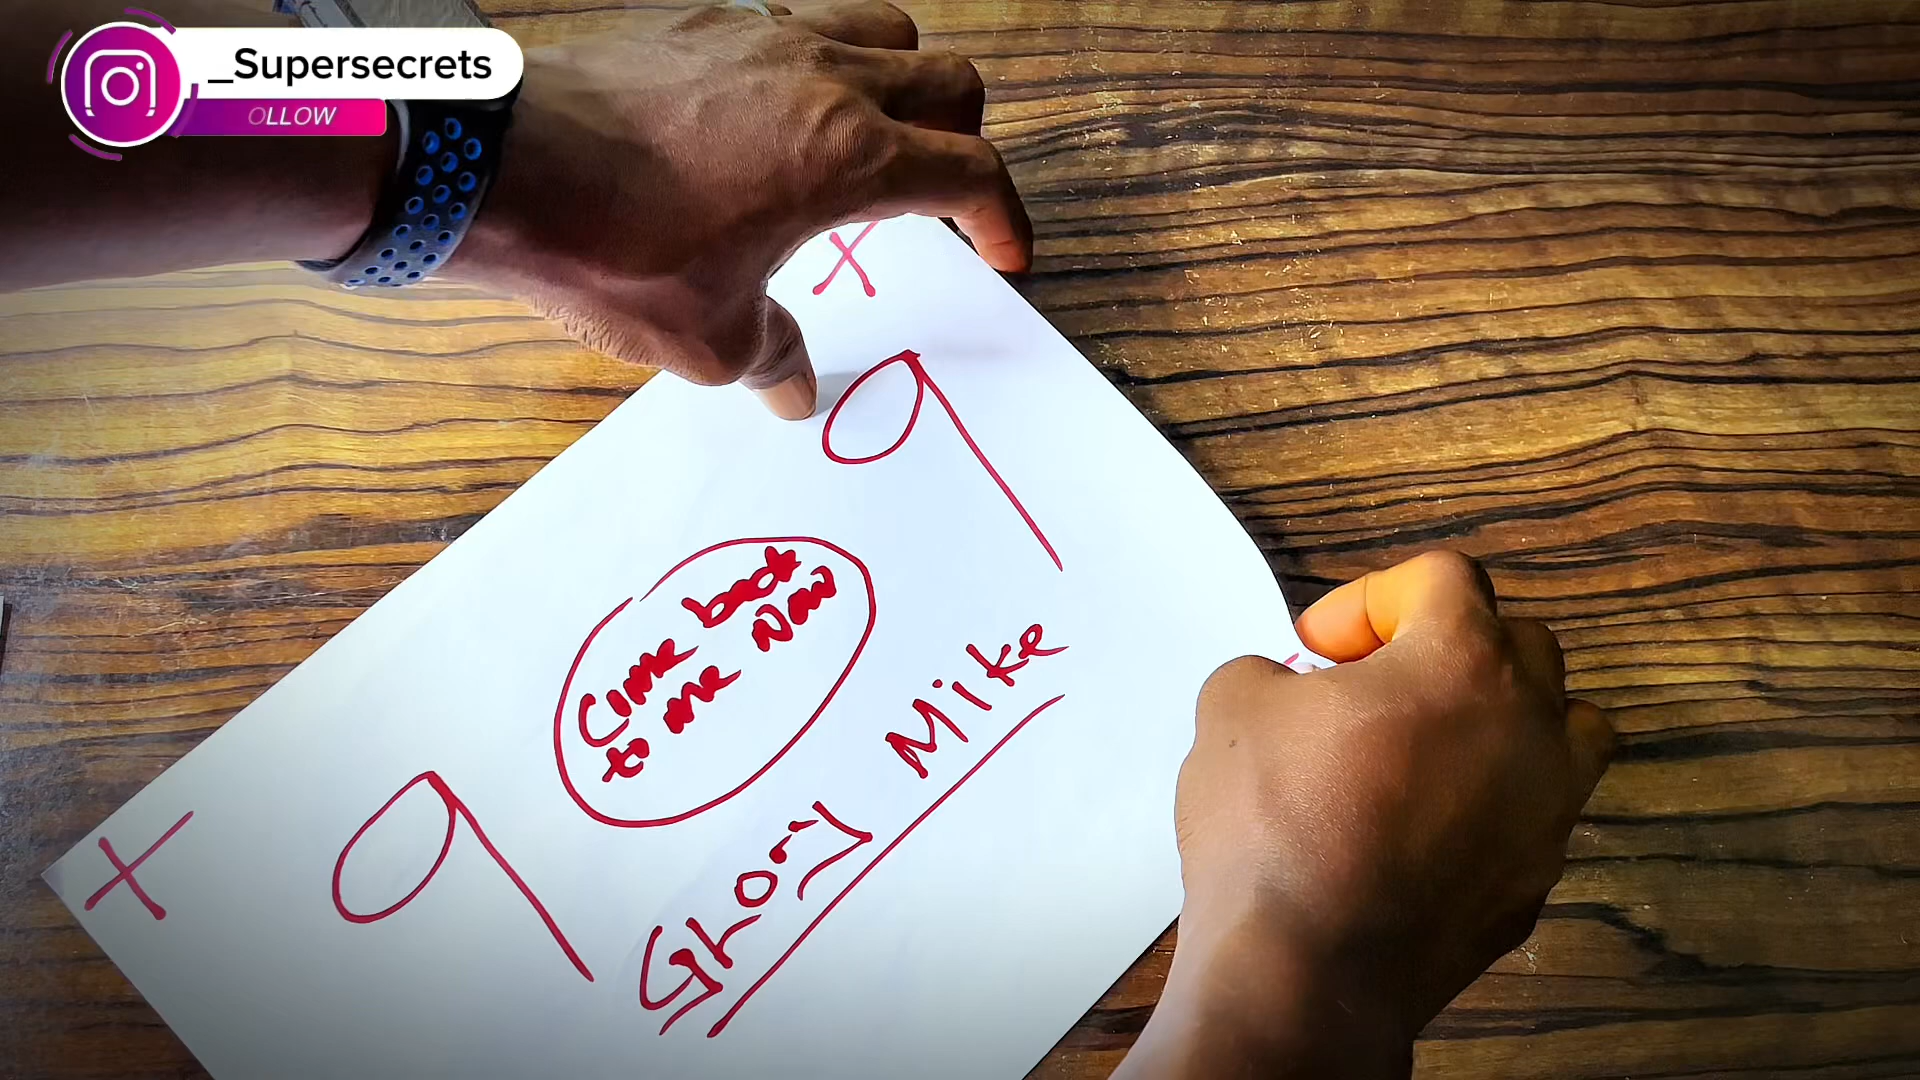 _Supersecrets
OLLOW
X
9
Come back
to me Now
9
X
Glory Mike